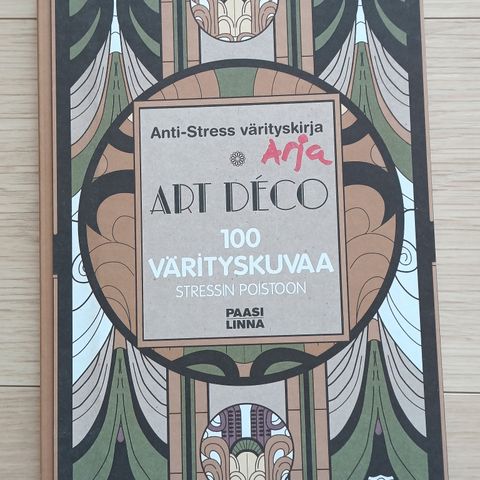 Anti-Stress värityskirja
Arja
ART DÉCO
100
VÄRITYSKUVAA
STRESSIN POISTOON
PAASI
LINNA